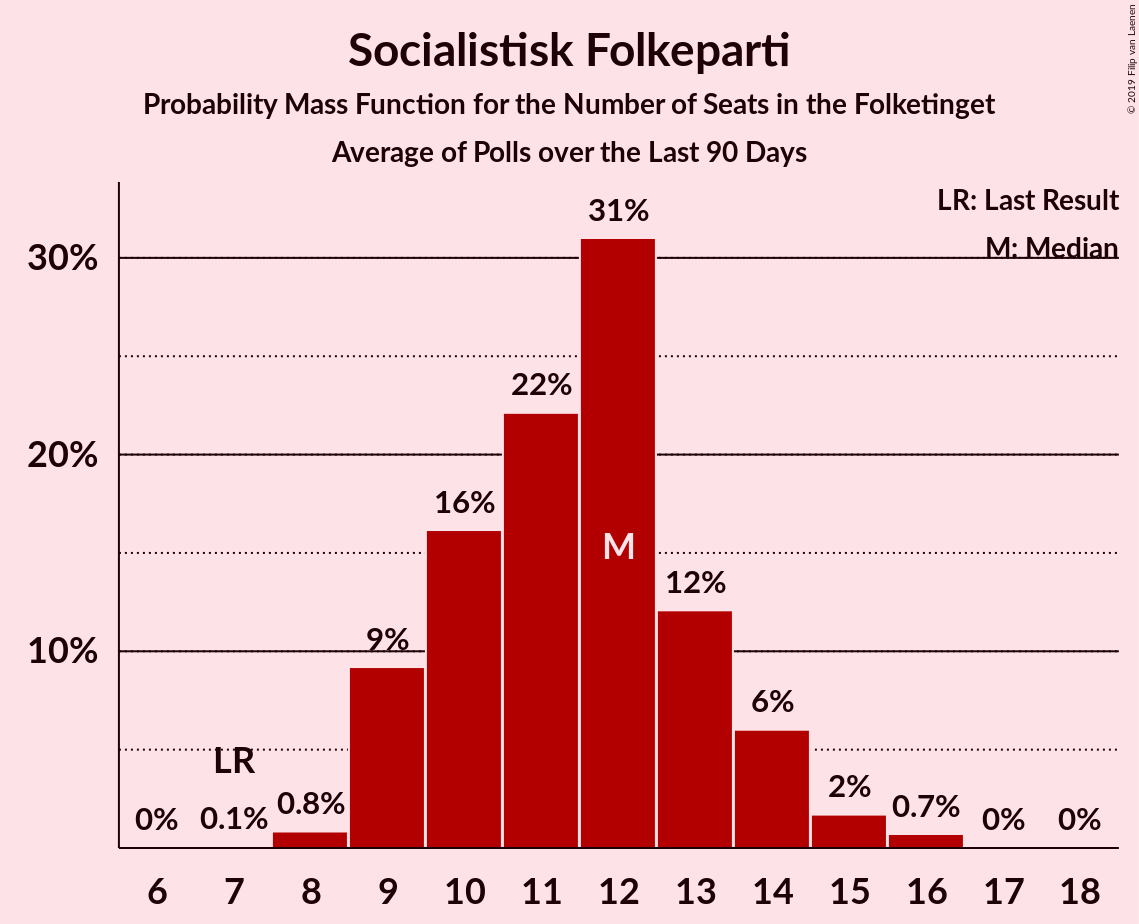 Socialistisk Folkeparti
Probability Mass Function for the Number of Seats in the Folketinget
Average of Polls over the Last 90 Days
© 2019 Filip van Laenen
LR: Last Result
M: Median
30%
20%
10%
0%
0.1%
0.8%
9%
16%
22%
31%
12%
6%
2%
0.7%
0%
0%
LR
M
6 7 8 9 10 11 12 13 14 15 16 17 18